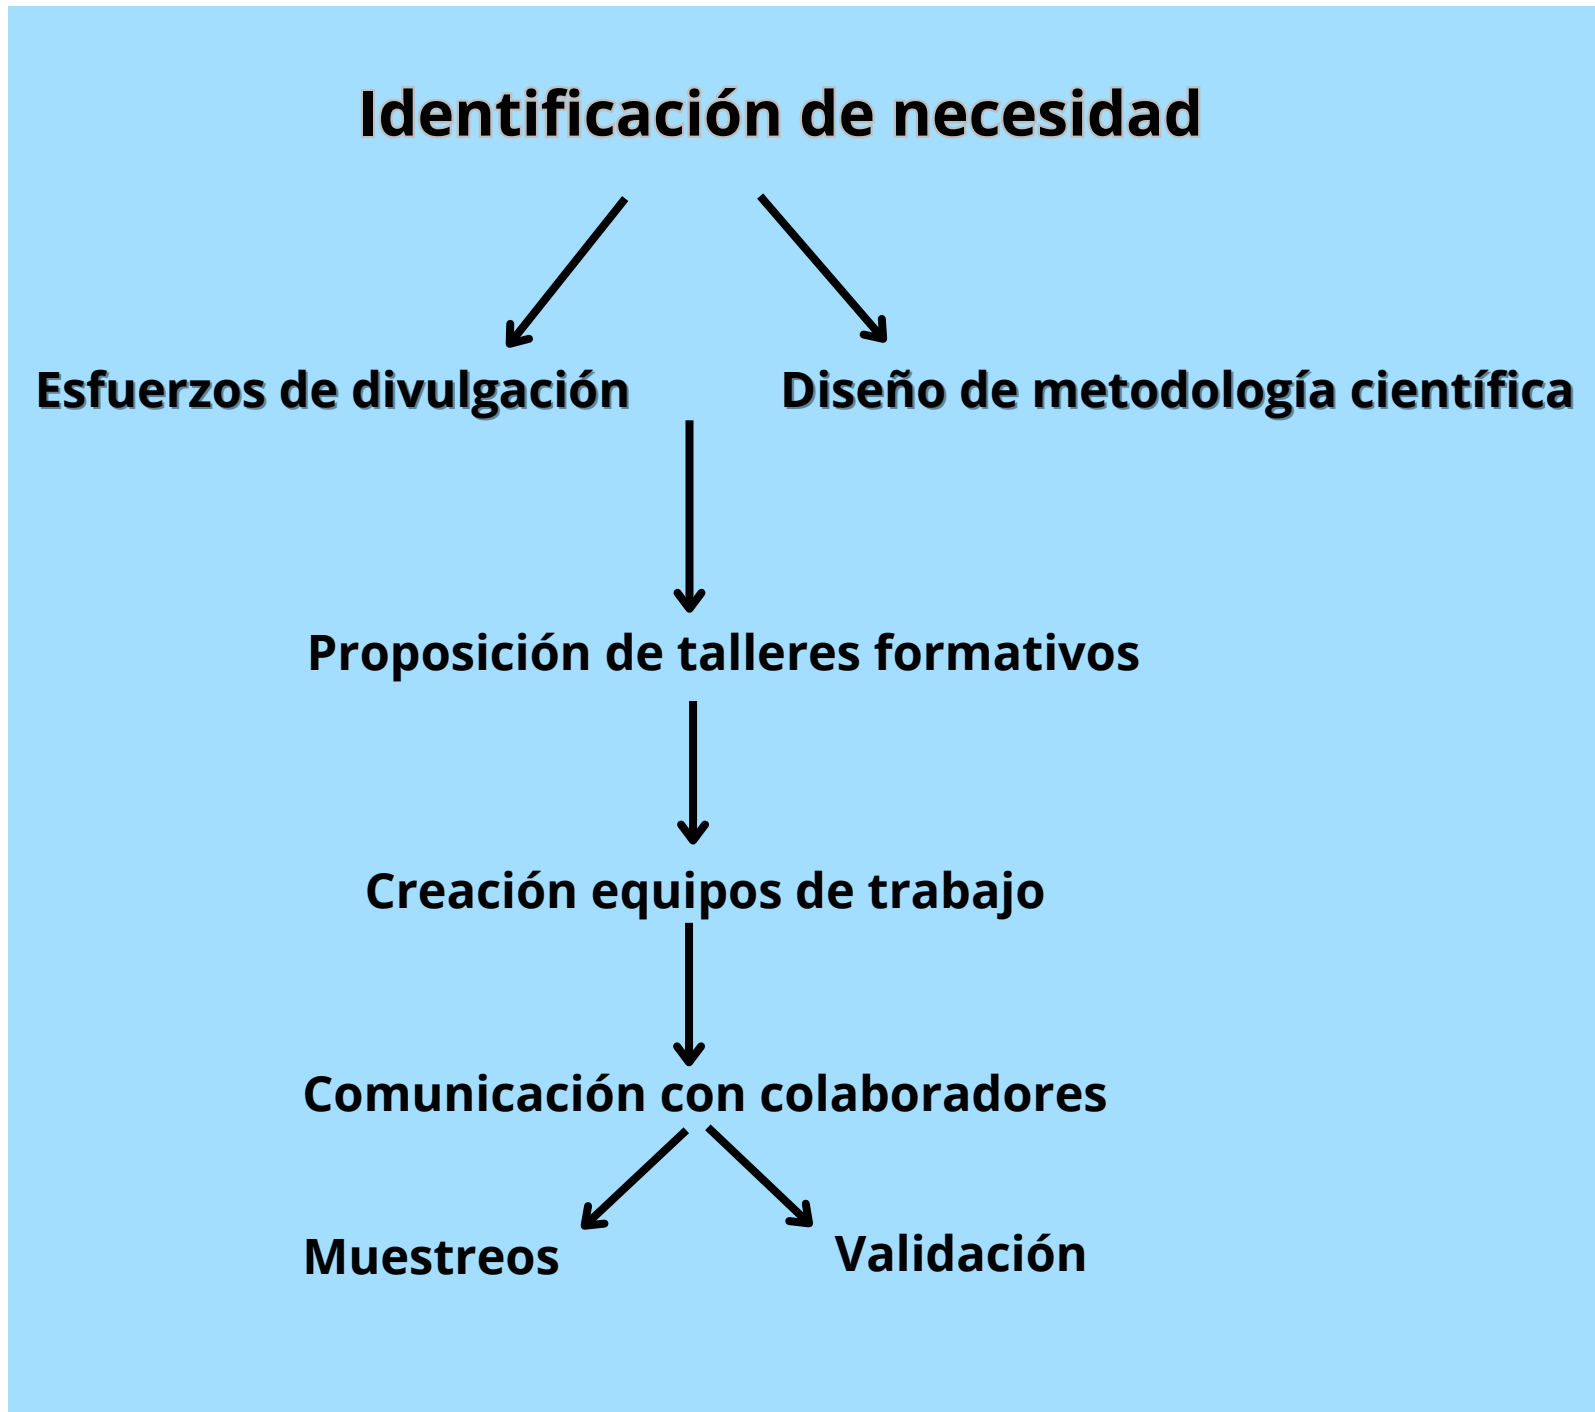 Identificación de necesidad
Esfuerzos de divulgación
Diseño de metodología científica
Proposición de talleres formativos
Creación equipos de trabajo
Comunicación con colaboradores
Muestreos
Validación